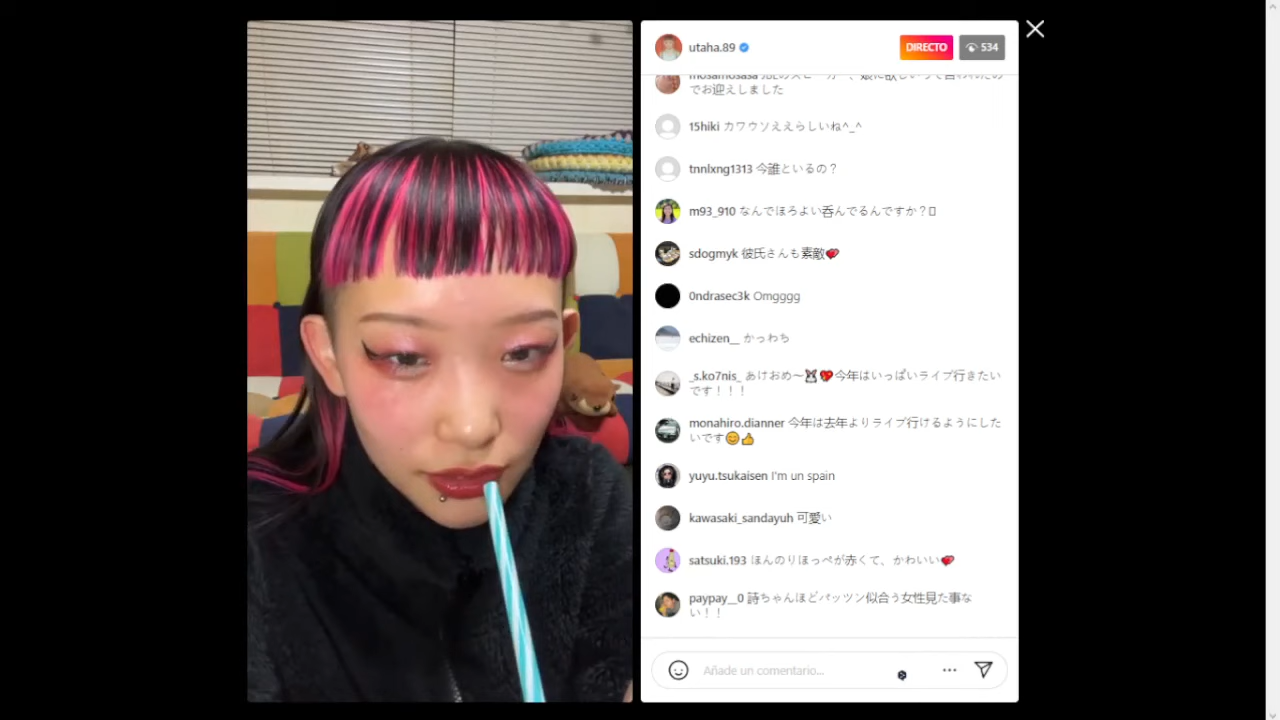 utaha.89
DIRECTO
534
でお迎えしました
15hiki カワウソええらしいね^_^
tnnlxng1313 今誰といるの？
m93_910 なんでほろよい呑んでるんですか？
sdogmyk 彼氏さんも素敵💕
0ndrasec3k Omgggg
echizen__ かっわち
_s.ko7nis_ あけおめ〜🐰💖今年はいっぱいライブ行きたい
です！！！
monahiro.dianner 今年は去年よりライブ行けるようにした
いです😊👍
yuyu.tsukaisen I'm un spain
kawasaki_sandayuh 可愛い
satsuki.193 ほんのりほっぺが赤くて、かわいい💕
paypay__0 詩ちゃんほどパッツン似合う女性見た事な
い！！
Añade un comentario...